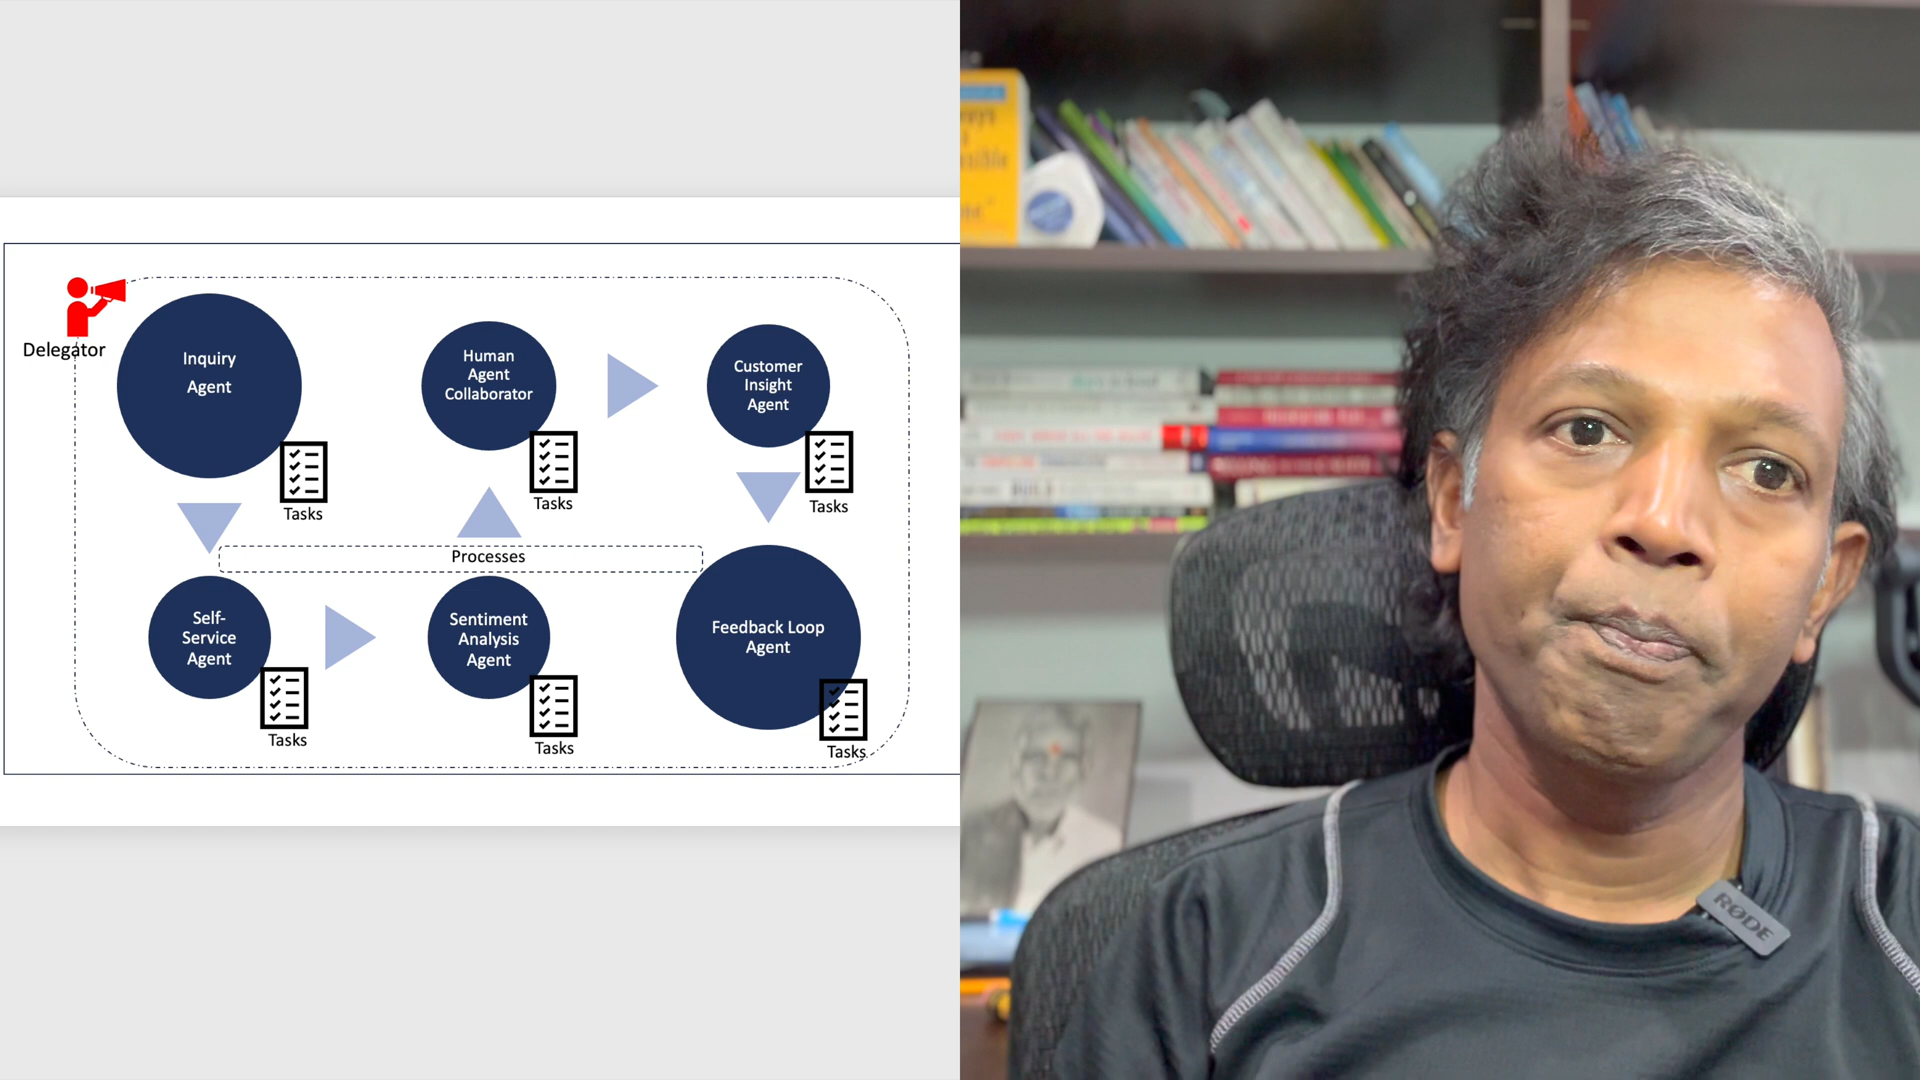 Delegator
Inquiry
Agent
Tasks
Human
Agent
Collaborator
Tasks
Customer
Insight
Agent
Tasks
Processes
Self-
Service
Agent
Tasks
Sentiment
Analysis
Agent
Tasks
Feedback Loop
Agent
Tasks
RØDE